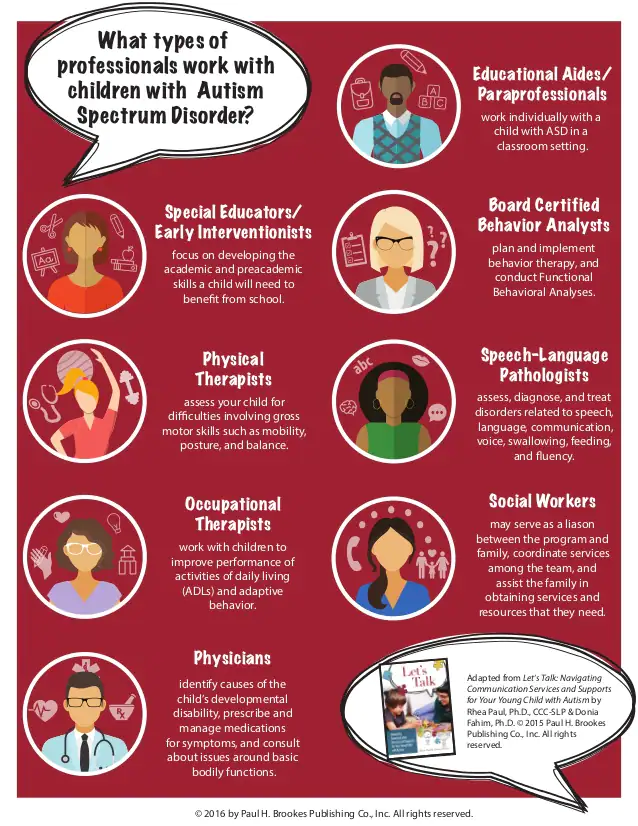 What types of
professionals work with
children with Autism
Spectrum Disorder?
Educational Aides/
Paraprofessionals
work individually with a
child with ASD in a
classroom setting.
A
B C
Special Educators/
Early Interventionists
focus on developing the
academic and preacademic
skills a child will need to
benefit from school.
Aa
Board Certified
Behavior Analysts
plan and implement
behavior therapy, and
conduct Functional
Behavioral Analyses.
? ? ?
Physical
Therapists
assess your child for
difficulties involving gross
motor skills such as mobility,
posture, and balance.
abc
Speech-Language
Pathologists
assess, diagnose, and treat
disorders related to speech,
language, communication,
voice, swallowing, feeding,
and fluency.
Occupational
Therapists
work with children to
improve performance of
activities of daily living
(ADLs) and adaptive
behavior.
Social Workers
may serve as a liason
between the program and
family, coordinate services
among the team, and
assist the family in
obtaining services and
resources that they need.
Physicians
identify causes of the
child's developmental
disability, prescribe and
manage medications
for symptoms, and consult
about issues around basic
bodily functions.
Rx
Let's
Talk
Adapted from Let's Talk: Navigating
Communication Services and Supports
for Your Young Child with Autism by
Rhea Paul, Ph.D., CCC-SLP & Donia
Fahim, Ph.D. © 2015 Paul H. Brookes
Publishing Co., Inc. All rights
reserved.
© 2016 by Paul H. Brookes Publishing Co., Inc. All rights reserved.